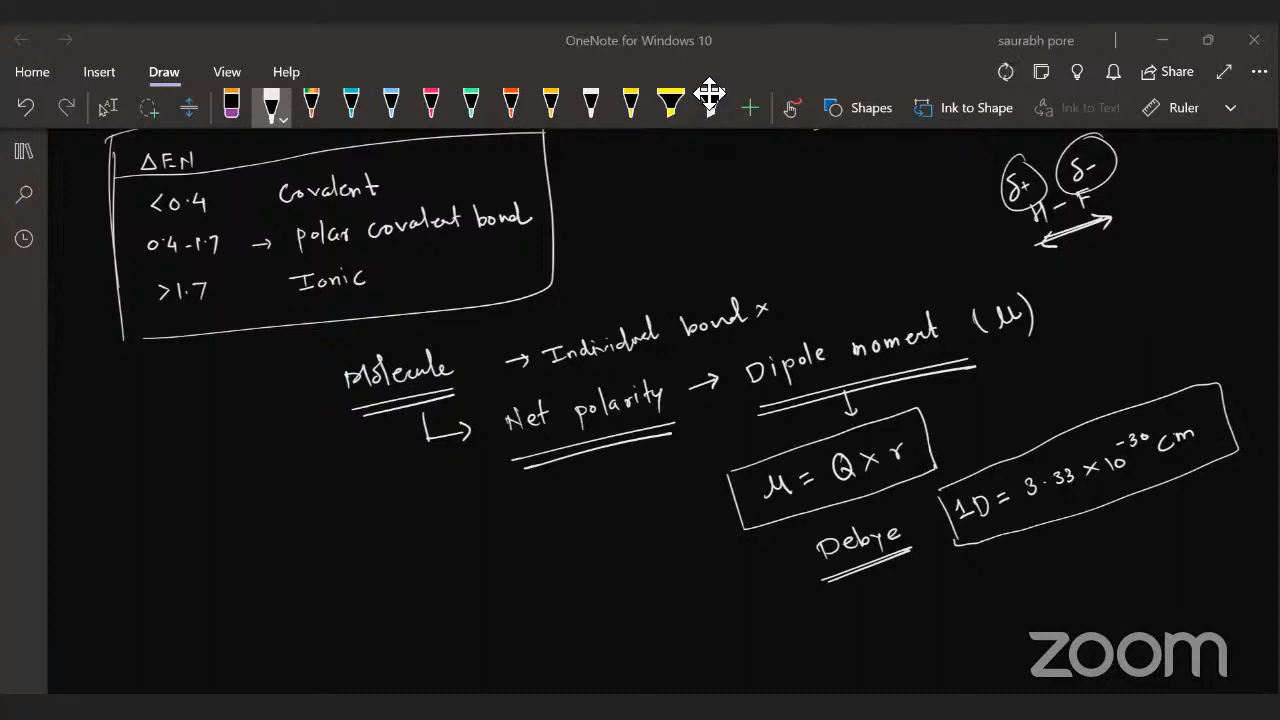 OneNote for Windows 10
saurabh pore
Home Insert Draw View Help
Share
Shapes Ink to Shape Ink to Text Ruler
ΔEN
<0.4 Covalent
0.4-1.7 → polar covalent bond
>1.7 Ionic
δ+ δ-
H-F
Molecule → Individual bond ×
↳ Net polarity → Dipole moment (μ)
↓
μ = Q × r
Debye
1D = 3.33 × 10⁻³⁰ cm
zoom